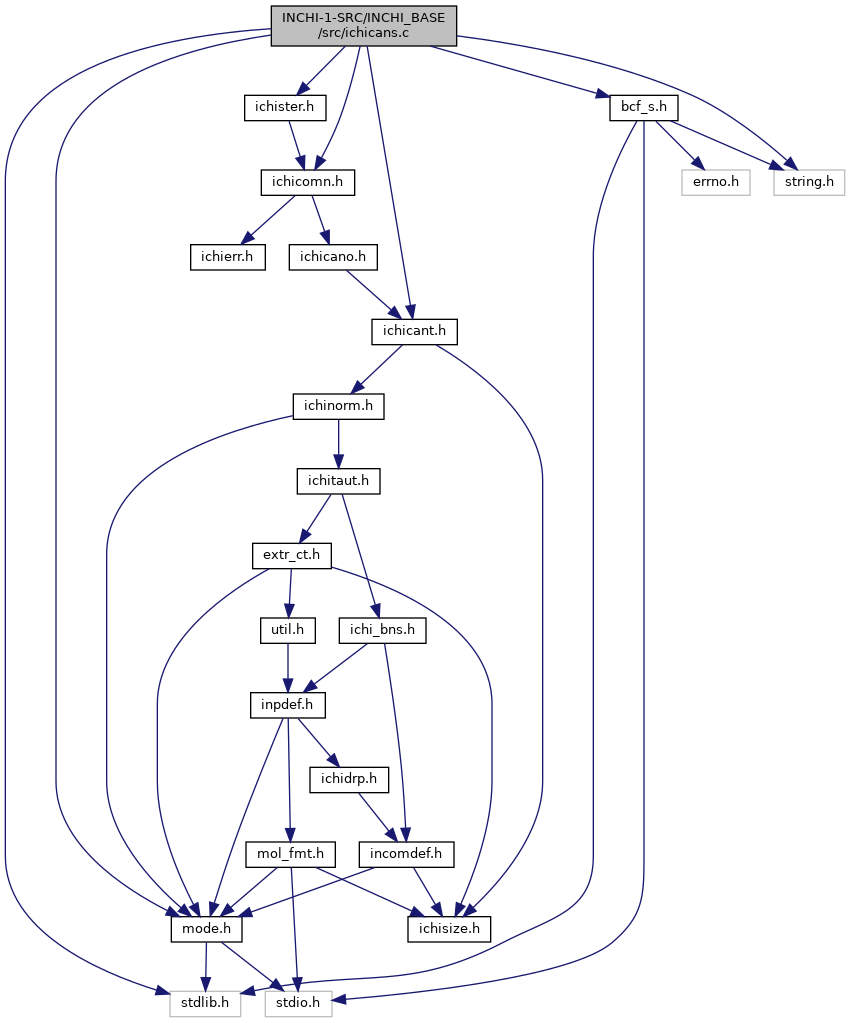 INCHI-1-SRC/INCHI_BASE
/src/ichicans.c
ichister.h
bcf_s.h
ichicomn.h
errno.h
string.h
ichierr.h
ichicano.h
ichicant.h
ichinorm.h
ichitaut.h
extr_ct.h
util.h
ichi_bns.h
inpdef.h
ichidrp.h
mol_fmt.h
incomdef.h
mode.h
ichisize.h
stdlib.h
stdio.h